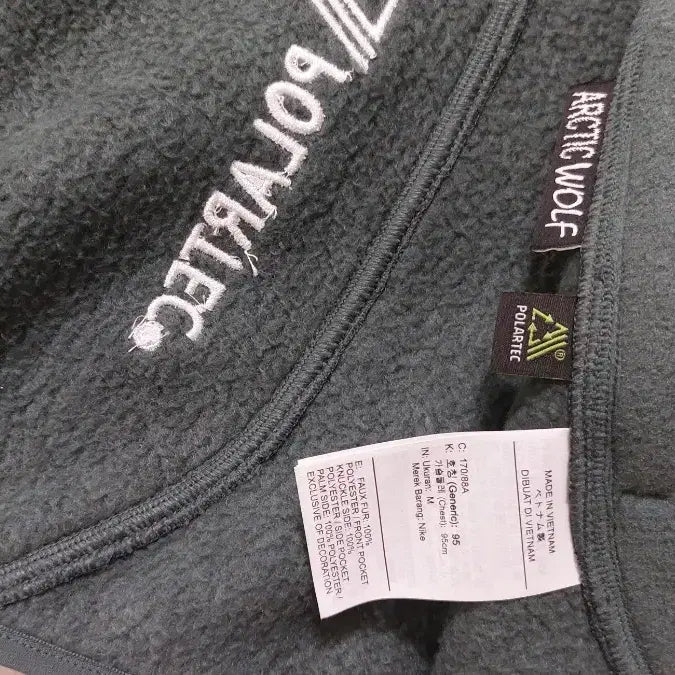 POLARTEC
ARCTIC WOLF
POLARTEC®
MADE IN VIETNAM
ベトナム製
DIBUAT DI VIETNAM
C: 170/88A
K: 호칭 (Generic): 95
가슴둘레 (Chest): 95cm
IN: Ukuran: M
Merek Barang: Nike
E: FAUX FUR, 100%
POLYESTER / FRONT POCKET
KNUCKLE SIDE, 100%
POLYESTER / SIDE POCKET
PALM SIDE, 100% POLYESTER /
EXCLUSIVE OF DECORATION